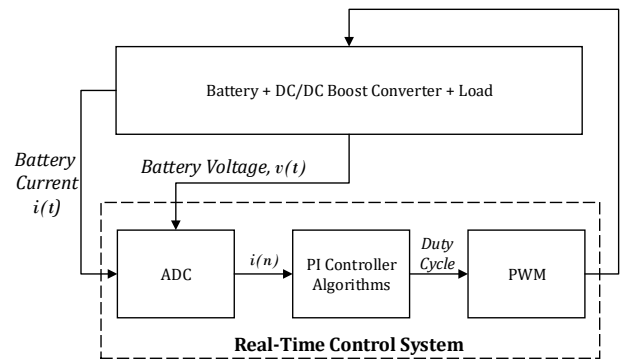 Battery + DC/DC Boost Converter + Load
Battery
Current
i(t)
Battery Voltage, v(t)
ADC
i(n)
PI Controller
Algorithms
Duty
Cycle
PWM
Real-Time Control System